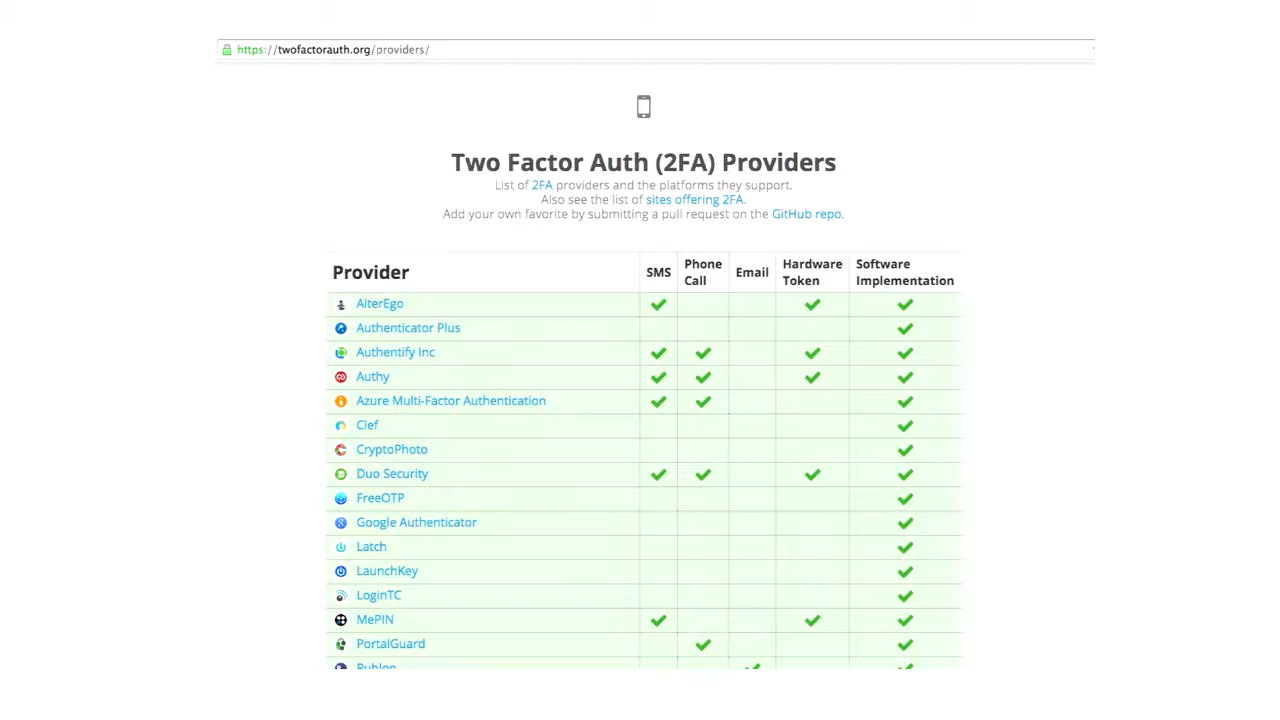 https://twofactorauth.org/providers/
Two Factor Auth (2FA) Providers
List of 2FA providers and the platforms they support.
Also see the list of sites offering 2FA.
Add your own favorite by submitting a pull request on the GitHub repo.
Provider SMS Phone Call Email Hardware Token Software Implementation
AlterEgo
Authenticator Plus
Authentify Inc
Authy
Azure Multi-Factor Authentication
Clef
CryptoPhoto
Duo Security
FreeOTP
Google Authenticator
Latch
LaunchKey
LoginTC
MePIN
PortalGuard